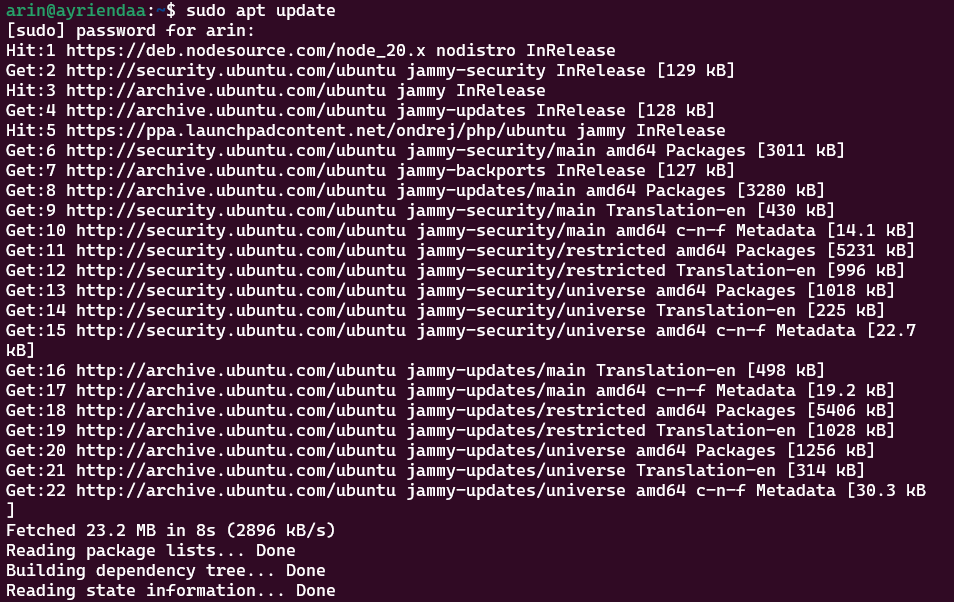 arin@ayriendaa:~$ sudo apt update
[sudo] password for arin:
Hit:1 https://deb.nodesource.com/node_20.x nodistro InRelease
Get:2 http://security.ubuntu.com/ubuntu jammy-security InRelease [129 kB]
Hit:3 http://archive.ubuntu.com/ubuntu jammy InRelease
Get:4 http://archive.ubuntu.com/ubuntu jammy-updates InRelease [128 kB]
Hit:5 https://ppa.launchpadcontent.net/ondrej/php/ubuntu jammy InRelease
Get:6 http://security.ubuntu.com/ubuntu jammy-security/main amd64 Packages [3011 kB]
Get:7 http://archive.ubuntu.com/ubuntu jammy-backports InRelease [127 kB]
Get:8 http://archive.ubuntu.com/ubuntu jammy-updates/main amd64 Packages [3280 kB]
Get:9 http://security.ubuntu.com/ubuntu jammy-security/main Translation-en [430 kB]
Get:10 http://security.ubuntu.com/ubuntu jammy-security/main amd64 c-n-f Metadata [14.1 kB]
Get:11 http://security.ubuntu.com/ubuntu jammy-security/restricted amd64 Packages [5231 kB]
Get:12 http://security.ubuntu.com/ubuntu jammy-security/restricted Translation-en [996 kB]
Get:13 http://security.ubuntu.com/ubuntu jammy-security/universe amd64 Packages [1018 kB]
Get:14 http://security.ubuntu.com/ubuntu jammy-security/universe Translation-en [225 kB]
Get:15 http://security.ubuntu.com/ubuntu jammy-security/universe amd64 c-n-f Metadata [22.7
kB]
Get:16 http://archive.ubuntu.com/ubuntu jammy-updates/main Translation-en [498 kB]
Get:17 http://archive.ubuntu.com/ubuntu jammy-updates/main amd64 c-n-f Metadata [19.2 kB]
Get:18 http://archive.ubuntu.com/ubuntu jammy-updates/restricted amd64 Packages [5406 kB]
Get:19 http://archive.ubuntu.com/ubuntu jammy-updates/restricted Translation-en [1028 kB]
Get:20 http://archive.ubuntu.com/ubuntu jammy-updates/universe amd64 Packages [1256 kB]
Get:21 http://archive.ubuntu.com/ubuntu jammy-updates/universe Translation-en [314 kB]
Get:22 http://archive.ubuntu.com/ubuntu jammy-updates/universe amd64 c-n-f Metadata [30.3 kB
]
Fetched 23.2 MB in 8s (2896 kB/s)
Reading package lists... Done
Building dependency tree... Done
Reading state information... Done